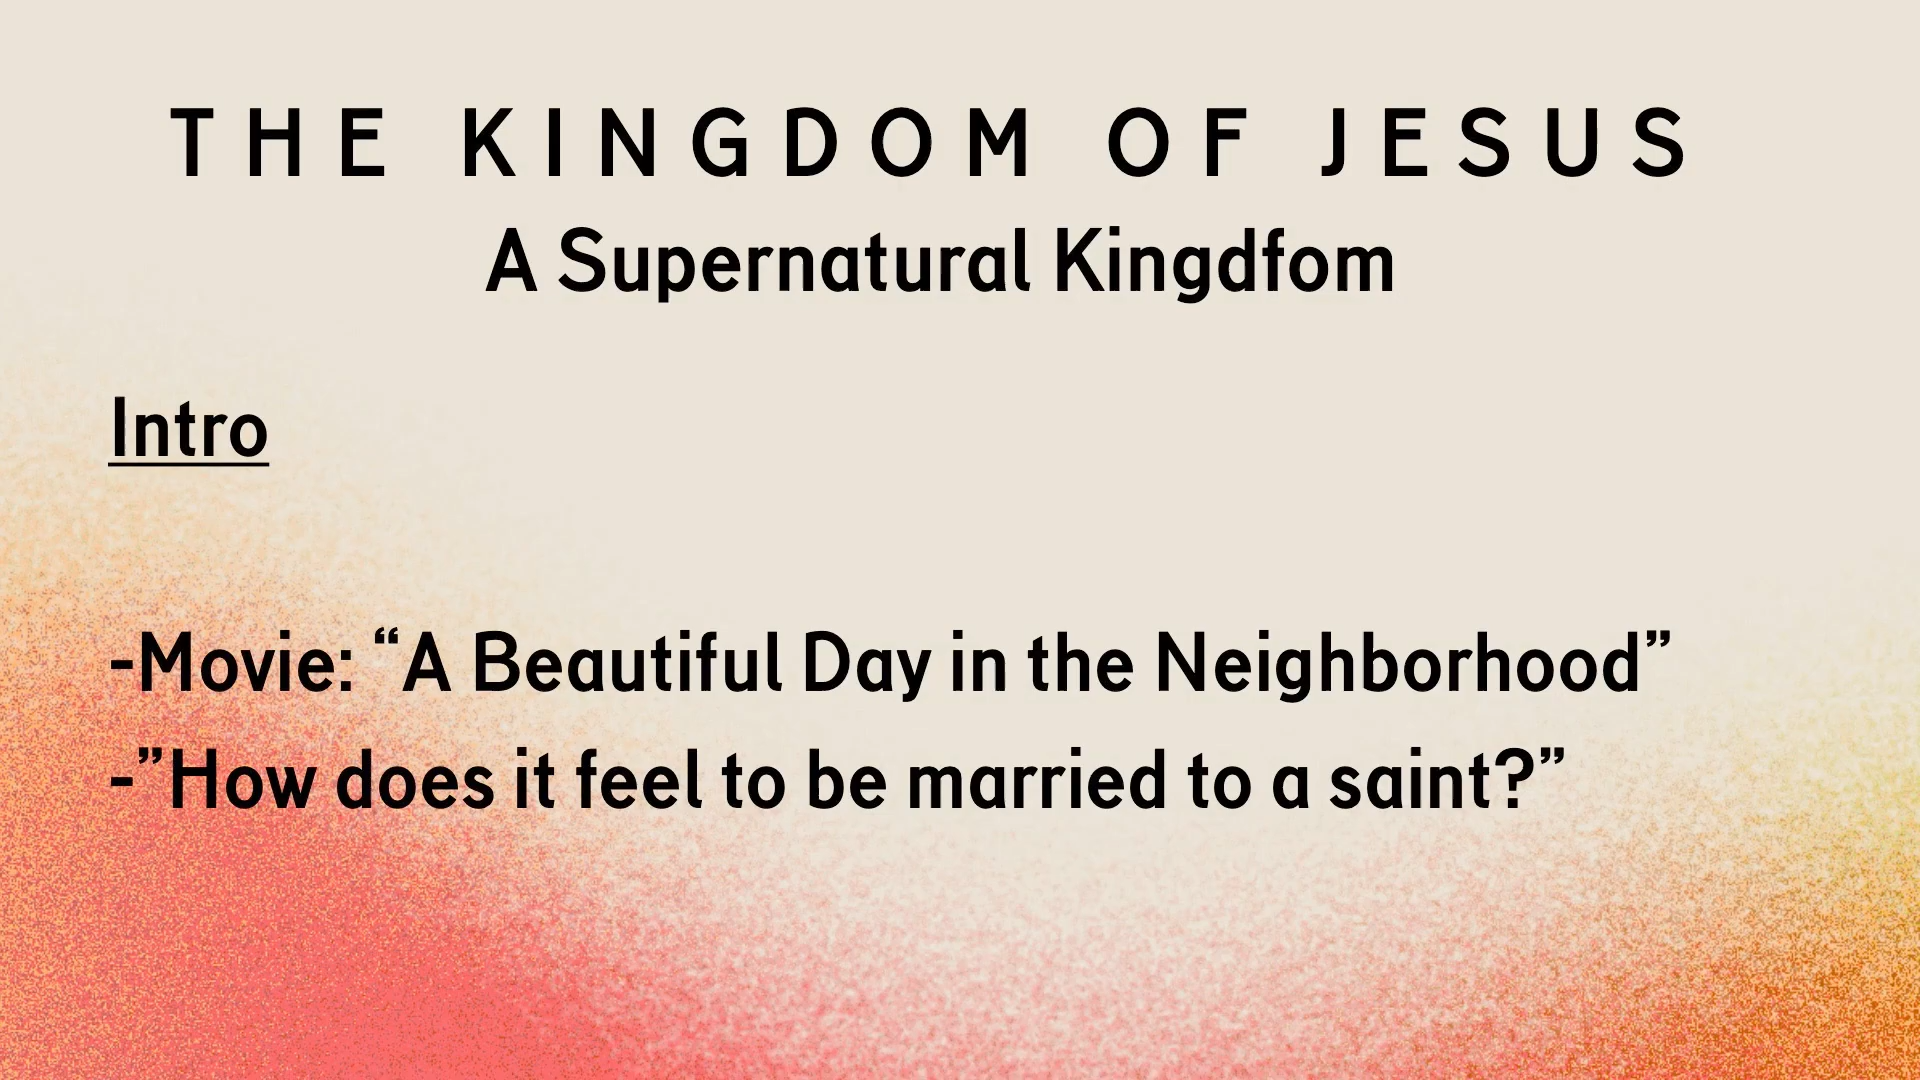 THE KINGDOM OF JESUS
A Supernatural Kingdfom
Intro
-Movie: “A Beautiful Day in the Neighborhood”
-”How does it feel to be married to a saint?”